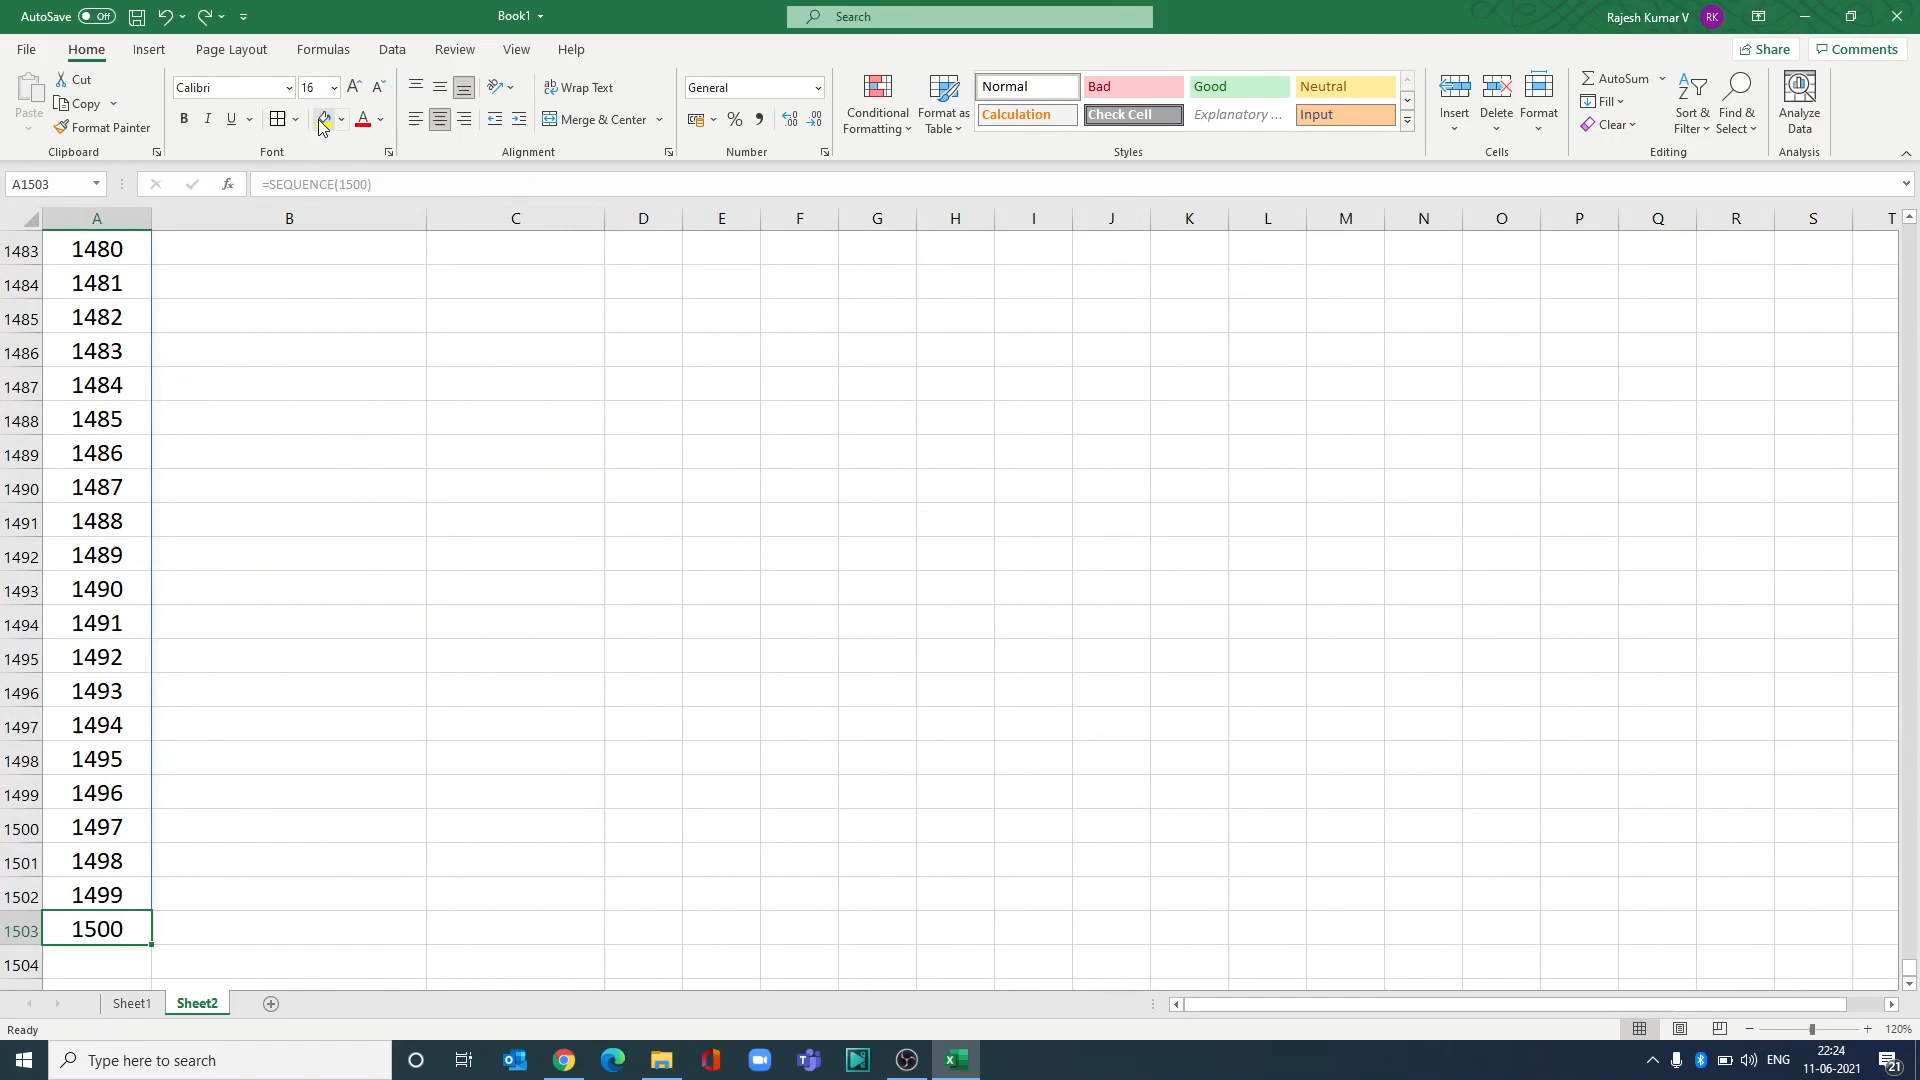 AutoSave Off Book1 Search Rajesh Kumar V RK
File Home Insert Page Layout Formulas Data Review View Help Share Comments
Paste Cut Copy Format Painter
Clipboard
Calibri 16
B I U A
Font
Wrap Text
Merge & Center
Alignment
General
% 9
Number
Conditional Formatting Format as Table
Normal Bad Good Neutral
Calculation Check Cell Explanatory ... Input
Styles
Insert Delete Format
Cells
AutoSum Fill Clear
Sort & Filter Find & Select
Editing
Analyze Data
Analysis
A1503 fx =SEQUENCE(1500)
A B C D E F G H I J K L M N O P Q R S T
1483 1480
1484 1481
1485 1482
1486 1483
1487 1484
1488 1485
1489 1486
1490 1487
1491 1488
1492 1489
1493 1490
1494 1491
1495 1492
1496 1493
1497 1494
1498 1495
1499 1496
1500 1497
1501 1498
1502 1499
1503 1500
1504
Sheet1 Sheet2
Ready 120%
Type here to search ENG 22:24
11-06-2021 21